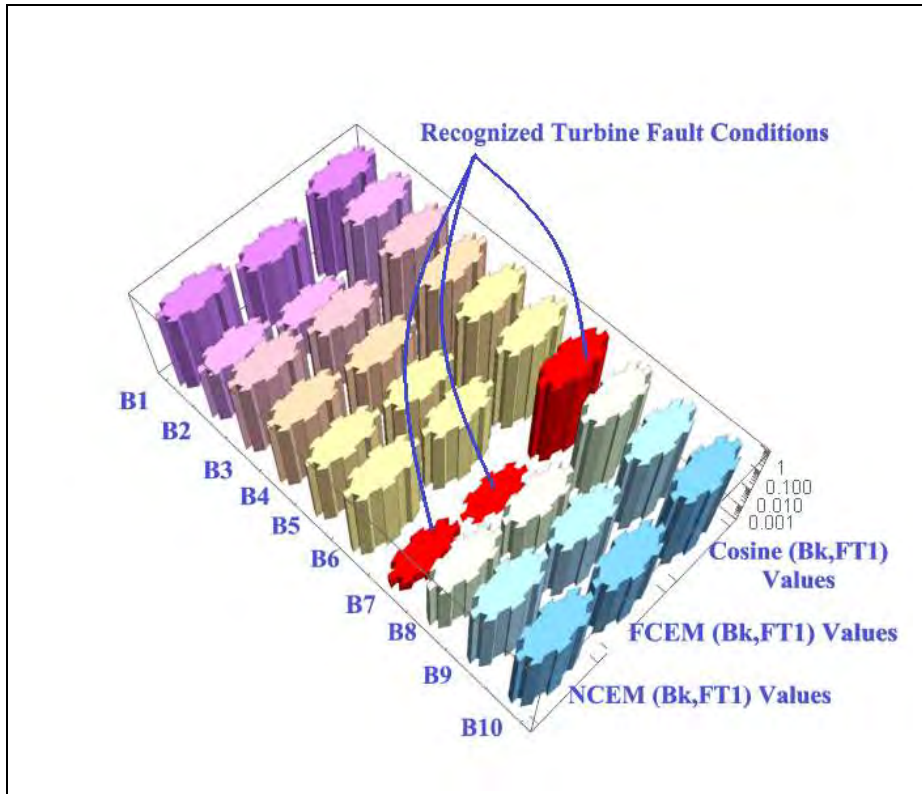 Recognized Turbine Fault Conditions
B1
B2
B3
B4
B5
B6
B7
B8
B9
B10
1
0.100
0.010
0.001
Cosine (Bk,FT1)
Values
FCEM (Bk,FT1) Values
NCEM (Bk,FT1) Values